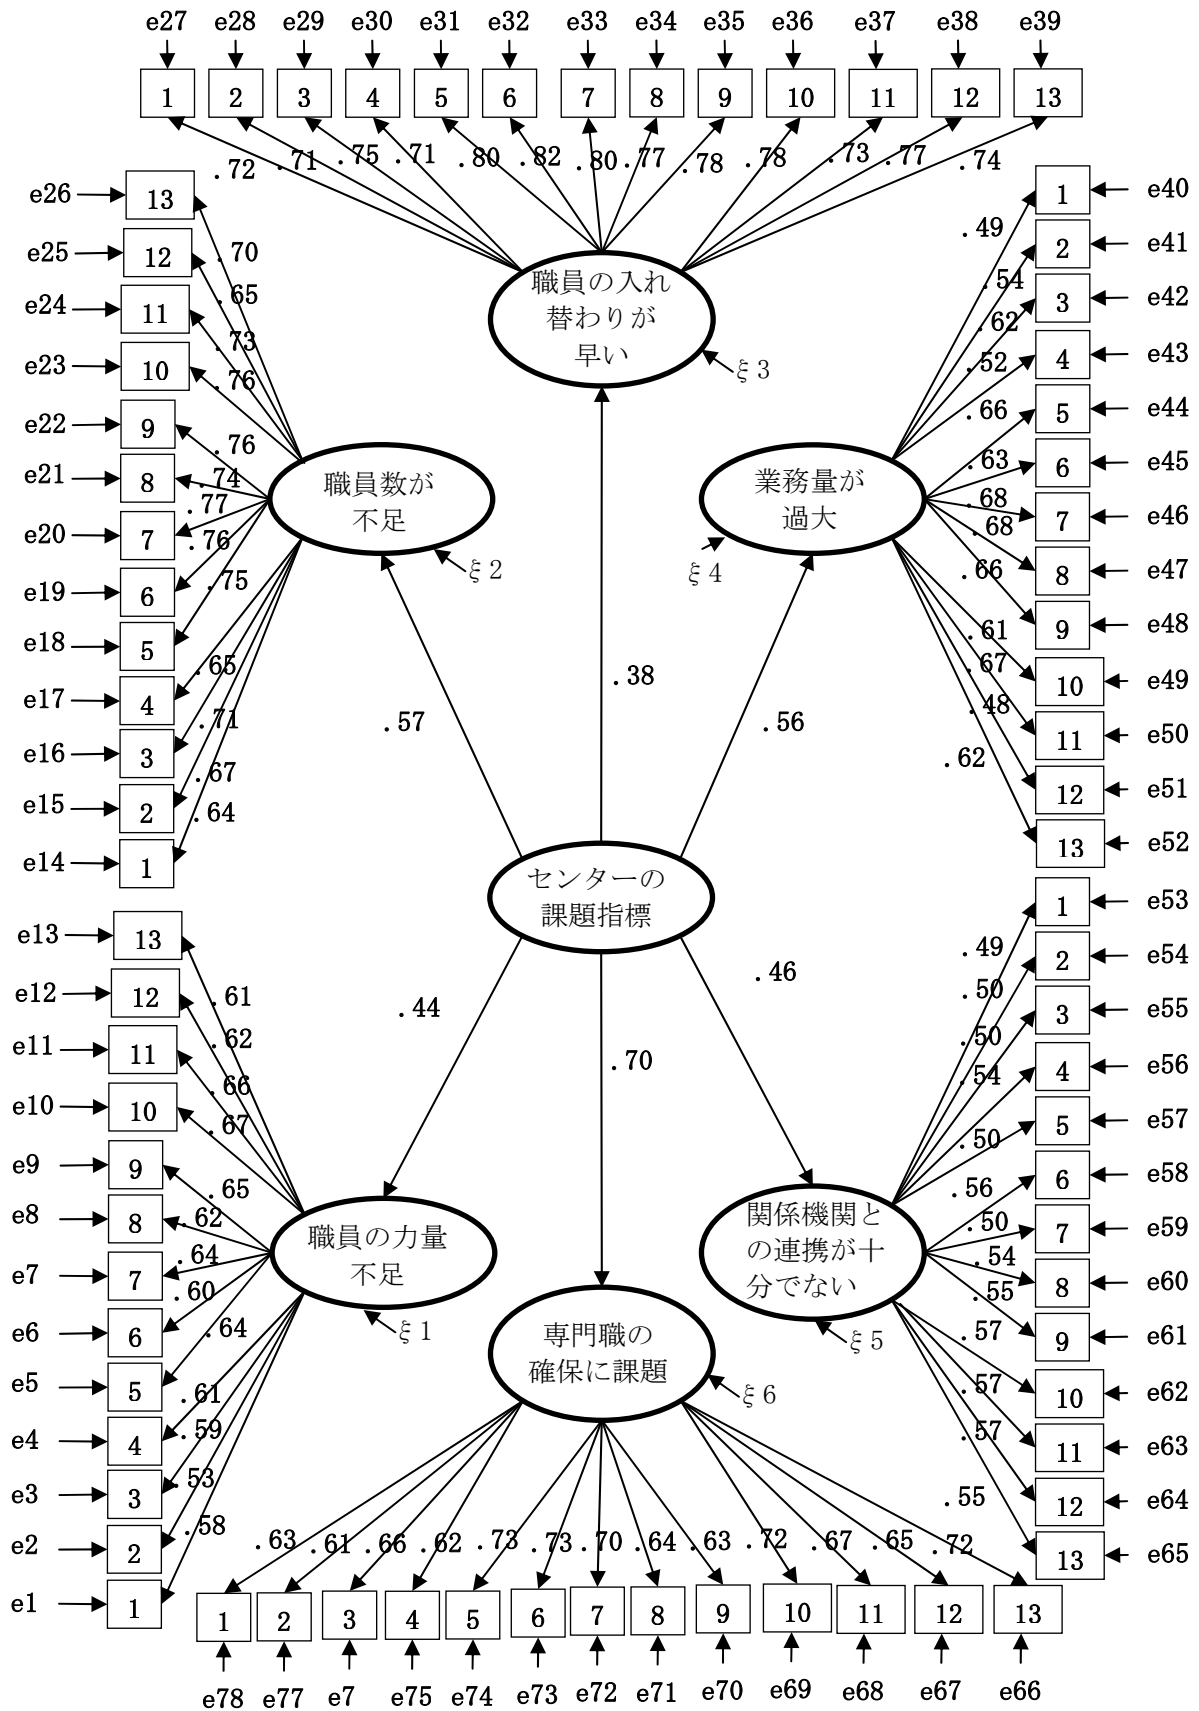 e27 e28 e29 e30 e31 e32 e33 e34 e35 e36 e37 e38 e39
1 2 3 4 5 6 7 8 9 10 11 12 13
.72 .71 .75 .71 .80 .82 .80 .77 .78 .78 .73 .77 .74
職員の入れ
替わりが
早い
ξ3
e26 13 .70
e25 12 .65
e24 11 .73
e23 10 .76
e22 9 .76
e21 8 .74
e20 7 .77
e19 6 .76
e18 5 .75
e17 4 .65
e16 3 .71
e15 2 .67
e14 1 .64
職員数が
不足
ξ2
.49 1 e40
.54 2 e41
.62 3 e42
.52 4 e43
.66 5 e44
.63 6 e45
.68 7 e46
.68 8 e47
.66 9 e48
.61 10 e49
.67 11 e50
.48 12 e51
.62 13 e52
業務量が
過大
ξ4
.57 .38 .56
センターの
課題指標
.44 .70 .46
e13 13 .61
e12 12 .62
e11 11 .66
e10 10 .67
e9 9 .65
e8 8 .62
e7 7 .64
e6 6 .60
e5 5 .64
e4 4 .61
e3 3 .59
e2 2 .53
e1 1 .58
職員の力量
不足
ξ1
.49 1 e53
.50 2 e54
.50 3 e55
.54 4 e56
.50 5 e57
.56 6 e58
.50 7 e59
.54 8 e60
.55 9 e61
.57 10 e62
.57 11 e63
.57 12 e64
.55 13 e65
関係機関と
の連携が十
分でない
ξ5
専門職の
確保に課題
ξ6
.63 .61 .66 .62 .73 .73 .70 .64 .63 .72 .67 .65 .72
1 2 3 4 5 6 7 8 9 10 11 12 13
e78 e77 e7 e75 e74 e73 e72 e71 e70 e69 e68 e67 e66